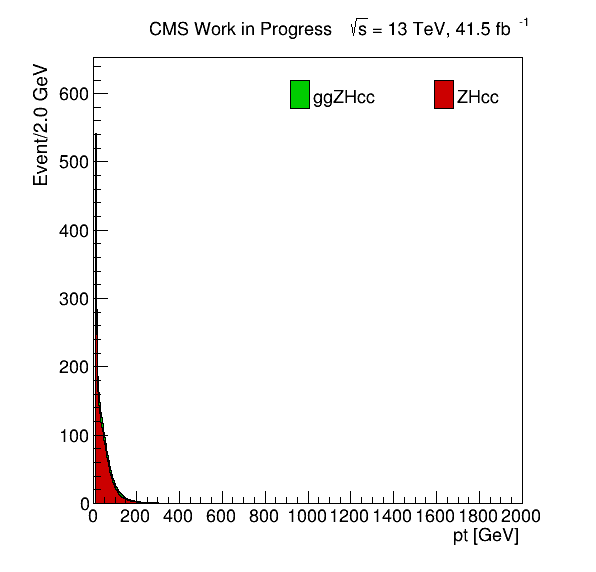 CMS Work in Progress √s = 13 TeV, 41.5 fb⁻¹
Event/2.0 GeV
600
500
400
300
200
100
0
ggZHcc ZHcc
0 200 400 600 800 1000 1200 1400 1600 1800 2000
pt [GeV]